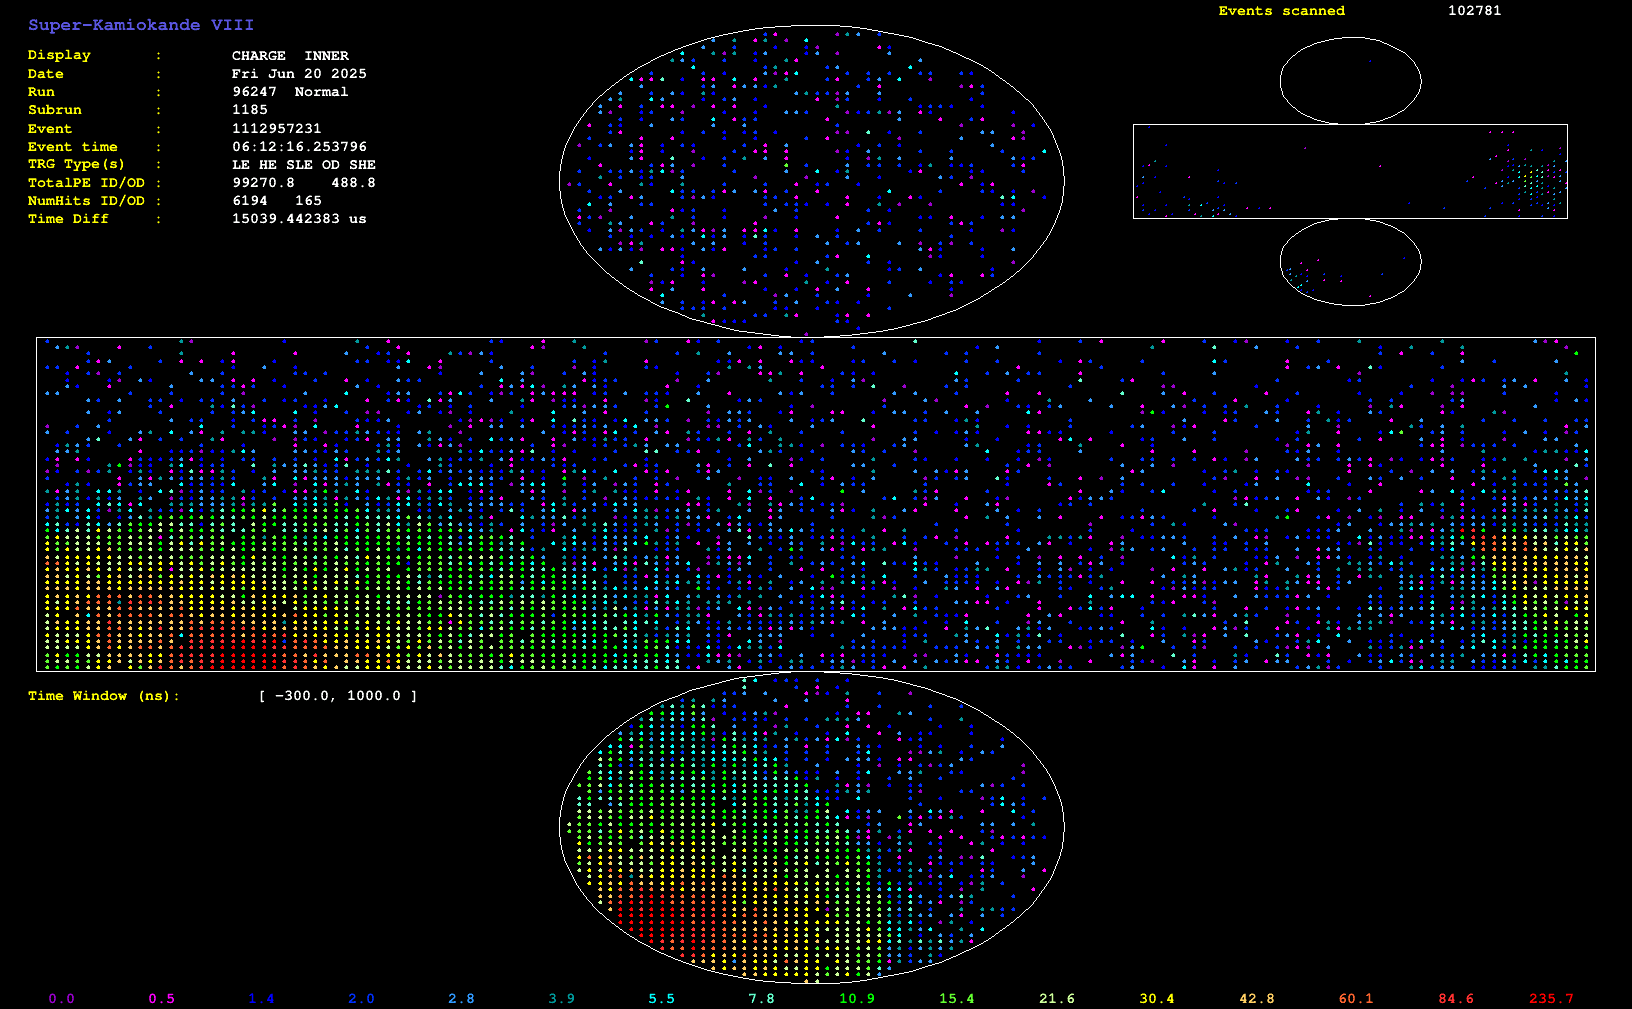 Super-Kamiokande VIII
Events scanned 102781
Display : CHARGE INNER
Date : Fri Jun 20 2025
Run : 96247 Normal
Subrun : 1185
Event : 1112957231
Event time : 06:12:16.253796
TRG Type(s) : LE HE SLE OD SHE
TotalPE ID/OD : 99270.8 488.8
NumHits ID/OD : 6194 165
Time Diff : 15039.442383 us
Time Window (ns): [ −300.0, 1000.0 ]
0.0 0.5 1.4 2.0 2.8 3.9 5.5 7.8 10.9 15.4 21.6 30.4 42.8 60.1 84.6 235.7